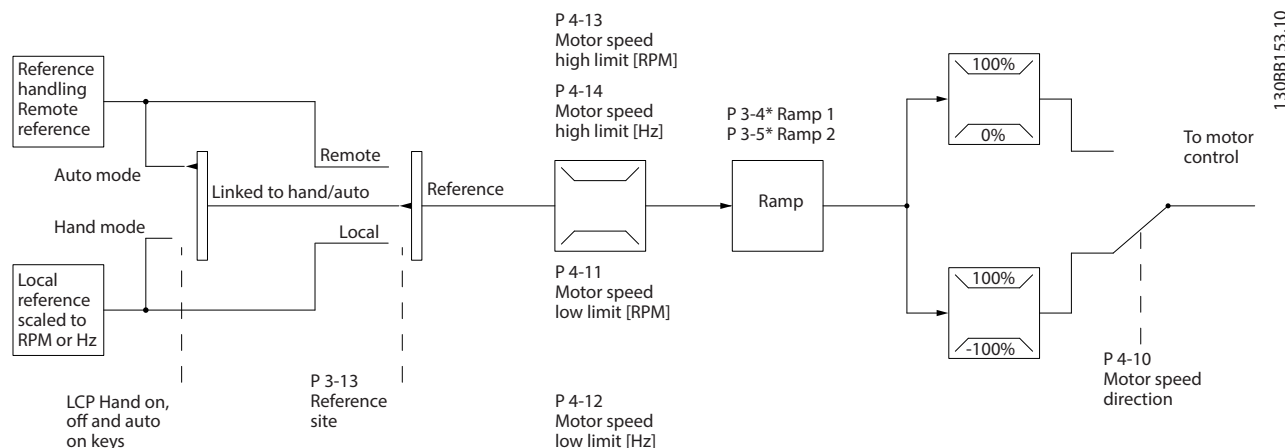 Reference
handling
Remote
reference
Auto mode
Hand mode
Local
reference
scaled to
RPM or Hz
LCP Hand on,
off and auto
on keys
Linked to hand/auto
Remote
Local
P 3-13
Reference
site
Reference
P 4-13
Motor speed
high limit [RPM]
P 4-14
Motor speed
high limit [Hz]
P 4-11
Motor speed
low limit [RPM]
P 4-12
Motor speed
low limit [Hz]
P 3-4* Ramp 1
P 3-5* Ramp 2
Ramp
100%
0%
100%
-100%
To motor
control
P 4-10
Motor speed
direction
130BB153.10